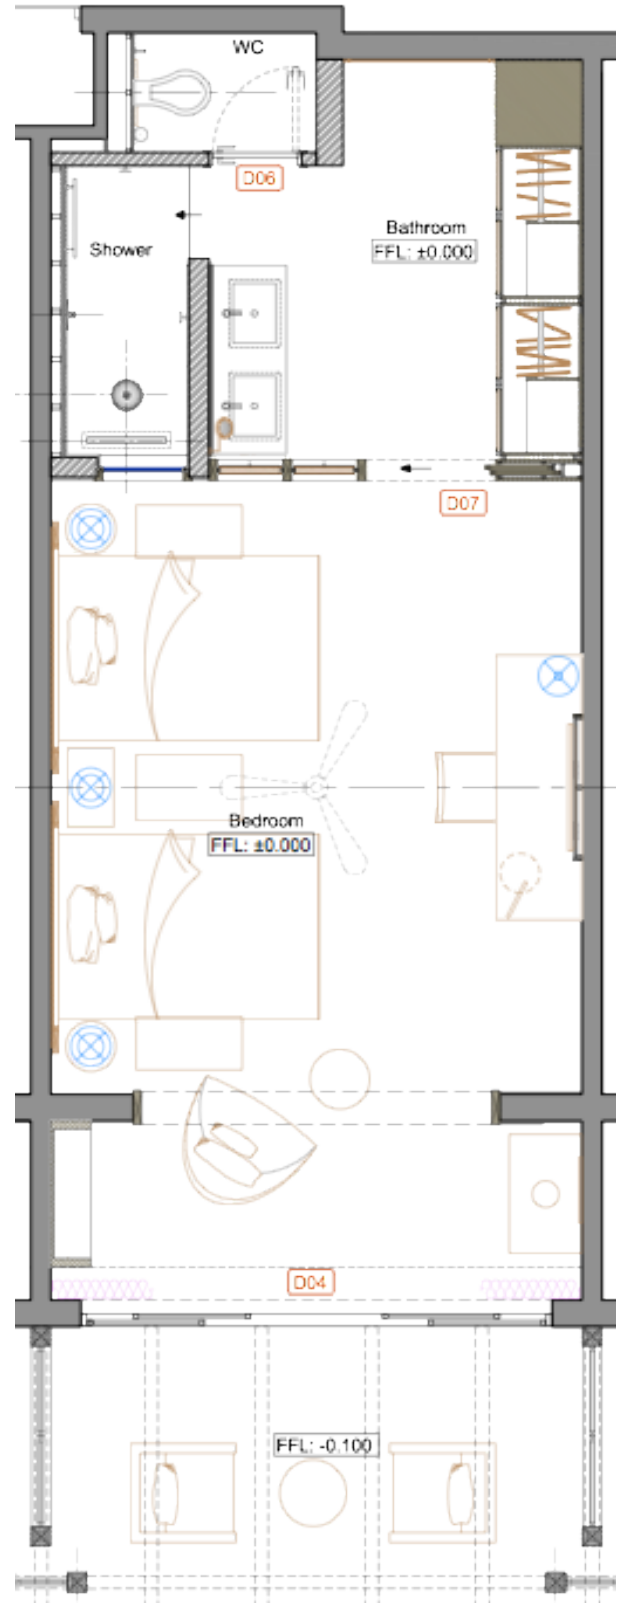 WC
D06
Bathroom
FFL: ±0.000
Shower
D07
Bedroom
FFL: ±0.000
D04
FFL: -0.100